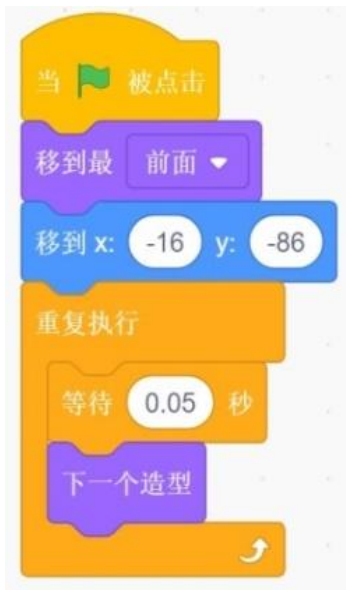 当 被点击
移到最 前面
移到 x: -16 y: -86
重复执行
等待 0.05 秒
下一个造型